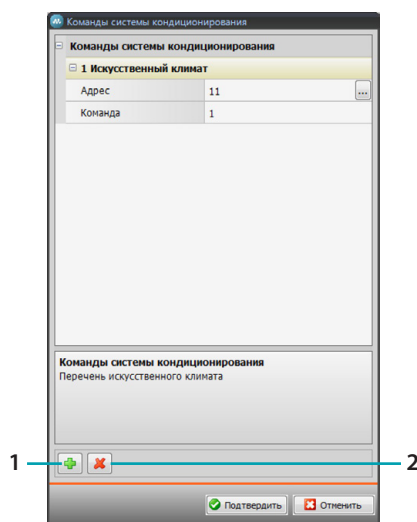 Команды системы кондиционирования
Команды системы кондиционирования
1 Искусственный климат
Адрес 11 ...
Команда 1
Команды системы кондиционирования
Перечень искусственного климата
1 2
Подтвердить Отменить